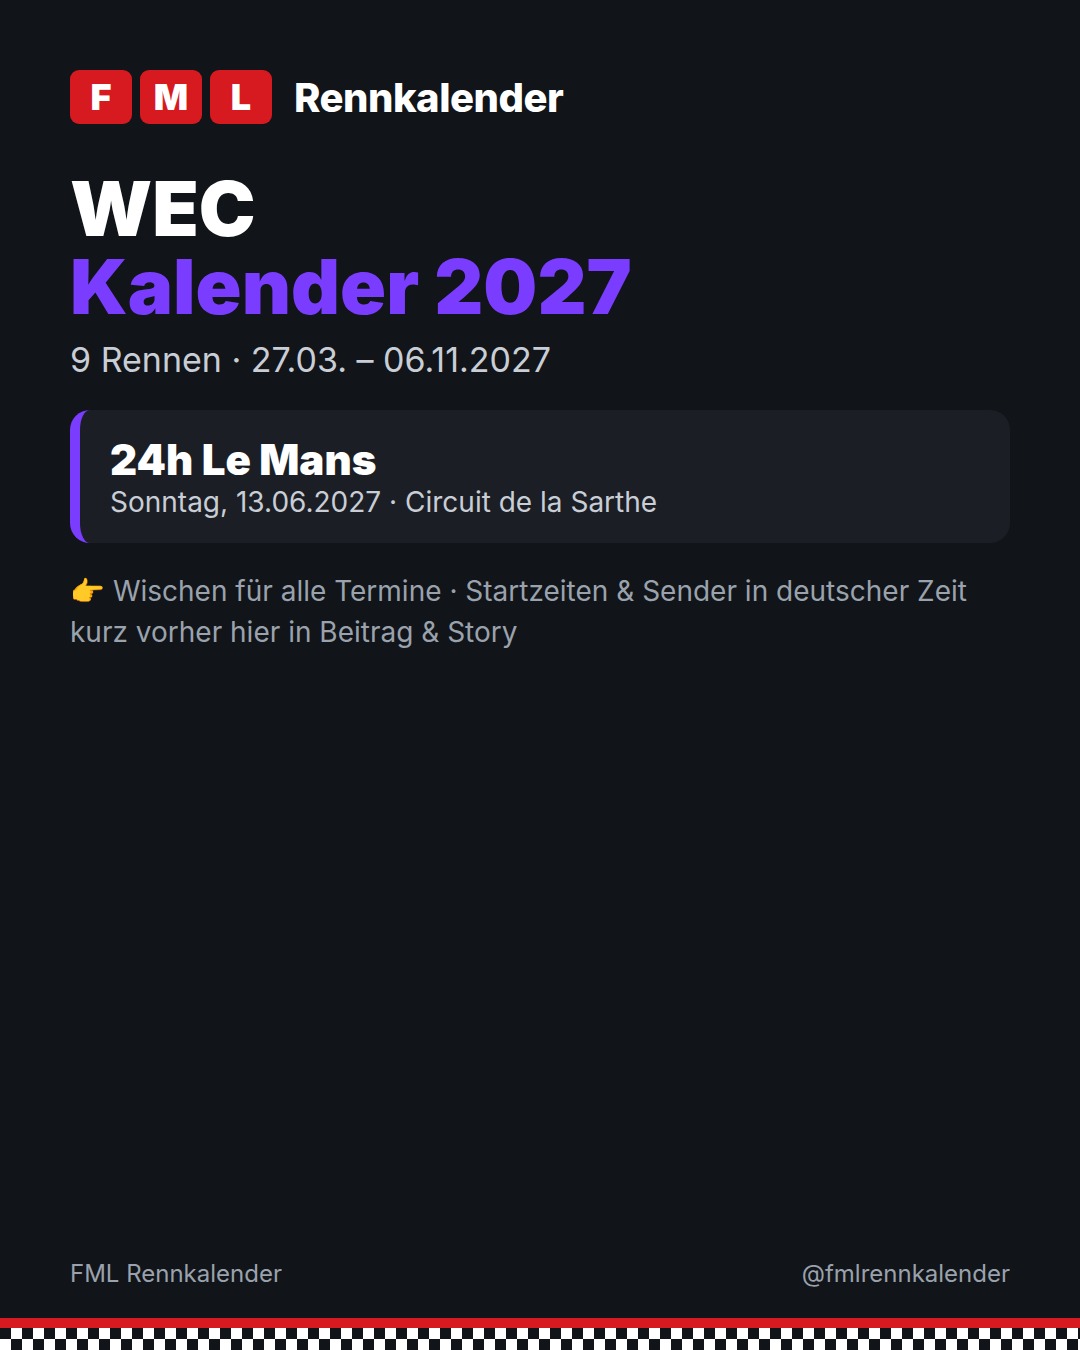 F M L Rennkalender
WEC
Kalender 2027
9 Rennen · 27.03. – 06.11.2027
24h Le Mans
Sonntag, 13.06.2027 · Circuit de la Sarthe
👉 Wischen für alle Termine · Startzeiten & Sender in deutscher Zeit
kurz vorher hier in Beitrag & Story
FML Rennkalender
@fmlrennkalender